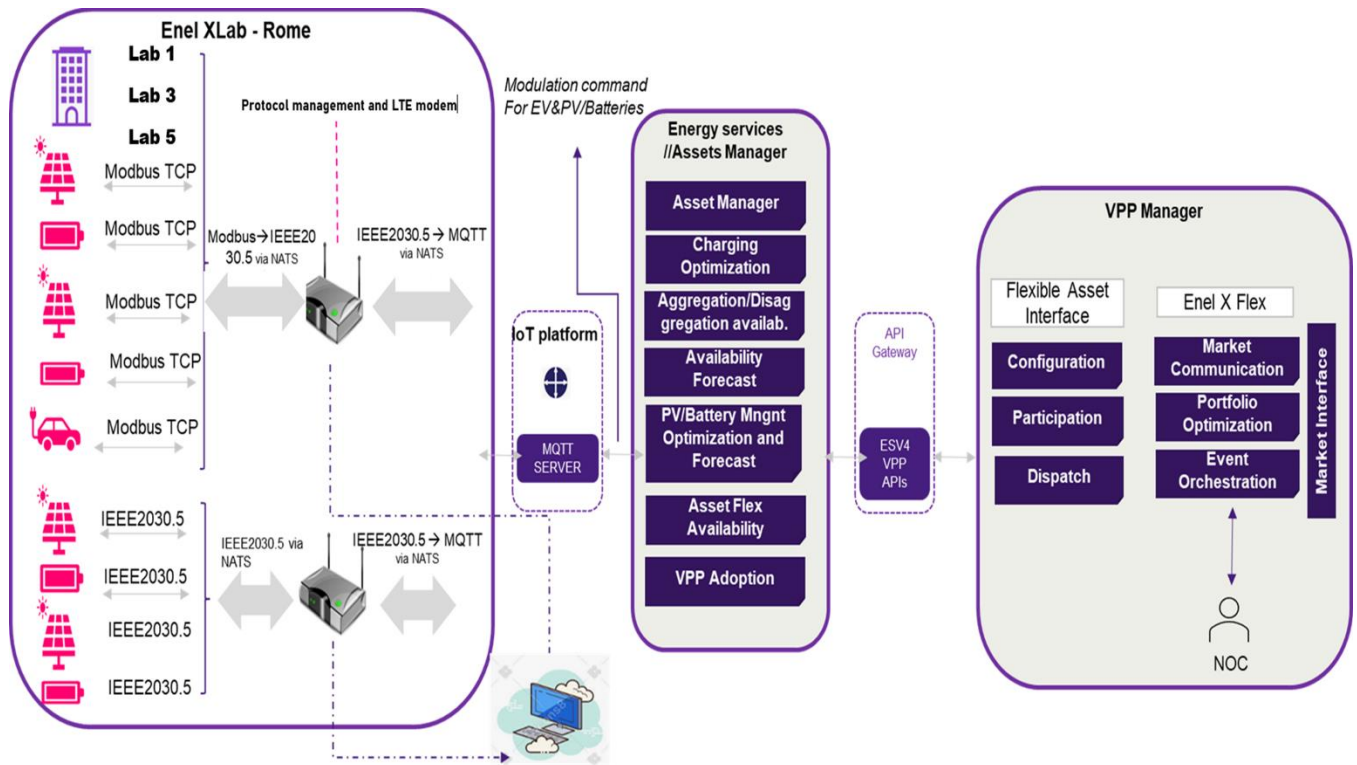 Enel XLab - Rome
Lab 1
Lab 3
Lab 5
Protocol management and LTE modem
Modbus TCP
Modbus TCP
Modbus TCP
Modbus TCP
Modbus TCP
Modbus→IEEE20
30.5 via NATS
IEEE2030.5 → MQTT
via NATS
IEEE2030.5
IEEE2030.5
IEEE2030.5
IEEE2030.5
IEEE2030.5 via
NATS
IEEE2030.5 → MQTT
via NATS
Modulation command
For EV&PV/Batteries
IoT platform
MQTT
SERVER
Energy services
//Assets Manager
Asset Manager
Charging
Optimization
Aggregation/Disag
gregation availab.
Availability
Forecast
PV/Battery Mngnt
Optimization and
Forecast
Asset Flex
Availability
VPP Adoption
API
Gateway
ESV4
VPP
APIs
VPP Manager
Flexible Asset
Interface
Configuration
Participation
Dispatch
Enel X Flex
Market
Communication
Portfolio
Optimization
Event
Orchestration
Market Interface
NOC